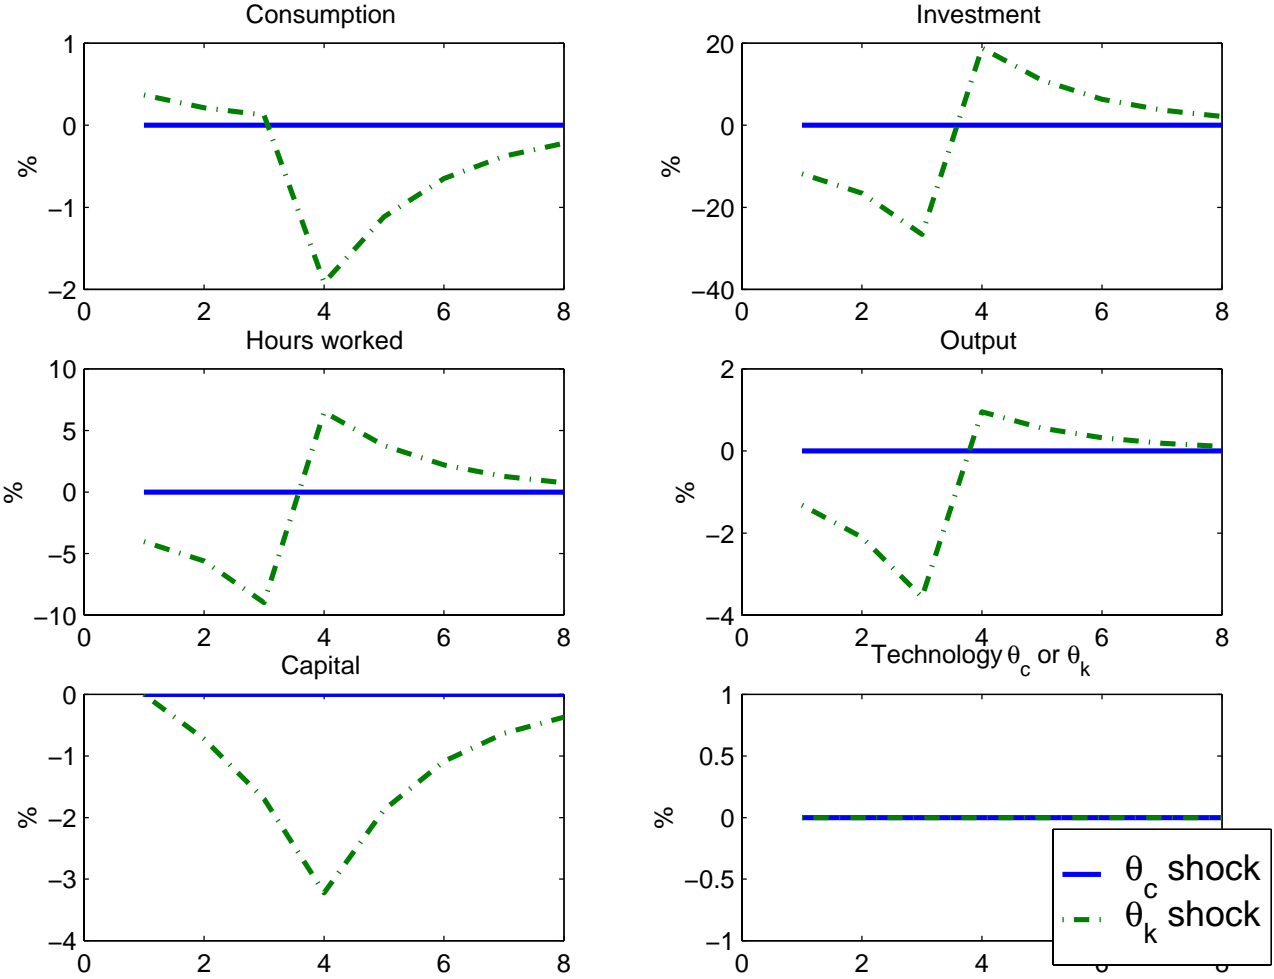 Consumption
Investment
1
0
−1
−2
%
0 2 4 6 8
20
0
−20
−40
%
0 2 4 6 8
Hours worked
Output
10
5
0
−5
−10
%
0 2 4 6 8
2
0
−2
−4
%
0 2 4 6 8
Capital
Technology θc or θk
0
−1
−2
−3
−4
%
0 2 4 6 8
1
0.5
0
−0.5
−1
%
0 2 4
θc shock
θk shock